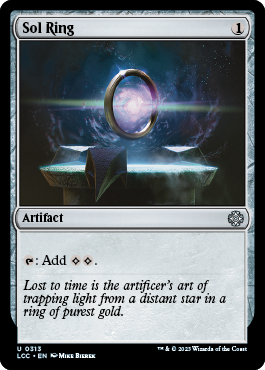 Sol Ring 1
Artifact
: Add .
Lost to time is the artificer's art of
trapping light from a distant star in a
ring of purest gold.
U 0313
LCC • EN Mike Bierek
™ & © 2023 Wizards of the Coast